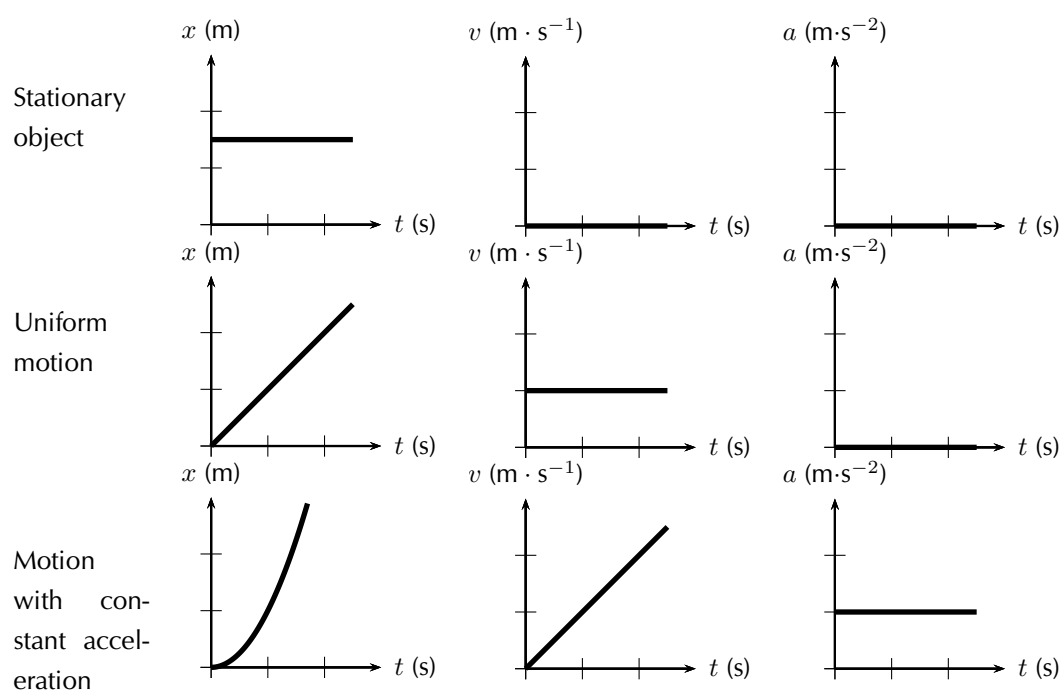 x (m) v (m · s−1) a (m·s−2)
Stationary
object
t (s) t (s) t (s)
x (m) v (m · s−1) a (m·s−2)
Uniform
motion
t (s) t (s) t (s)
x (m) v (m · s−1) a (m·s−2)
Motion
with con-
stant accel-
eration
t (s) t (s) t (s)